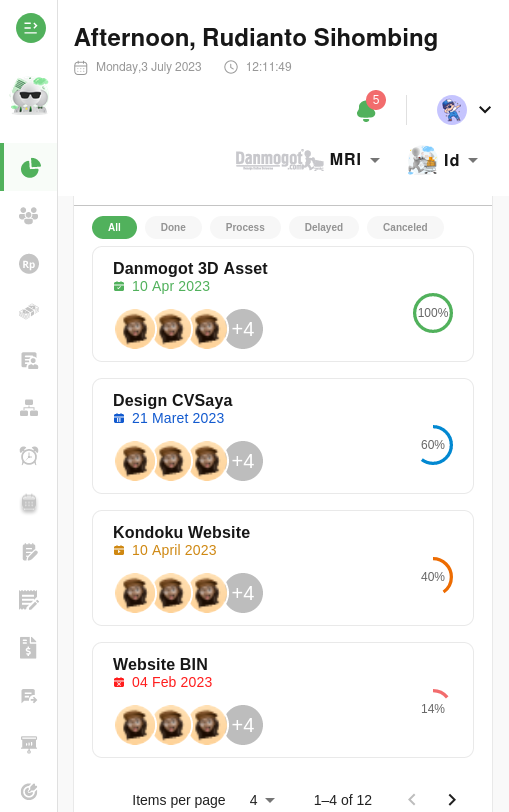 Afternoon, Rudianto Sihombing
Monday,3 July 2023 12:11:49
5
Danmogot MRI Id
Rp
All Done Process Delayed Canceled
Danmogot 3D Asset
10 Apr 2023
100%
+4
Design CVSaya
21 Maret 2023
60%
+4
Kondoku Website
10 April 2023
40%
+4
Website BIN
04 Feb 2023
14%
+4
Items per page 4 1–4 of 12